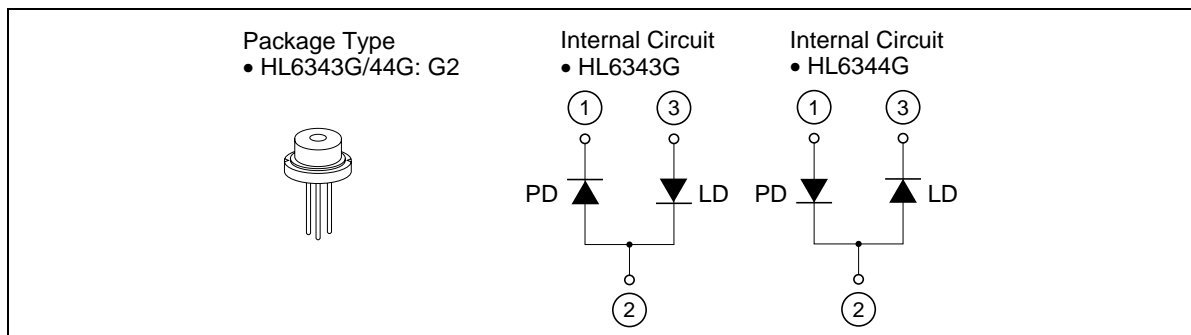 Package Type
• HL6343G/44G: G2
Internal Circuit
• HL6343G
1
3
PD
LD
2
Internal Circuit
• HL6344G
1
3
PD
LD
2